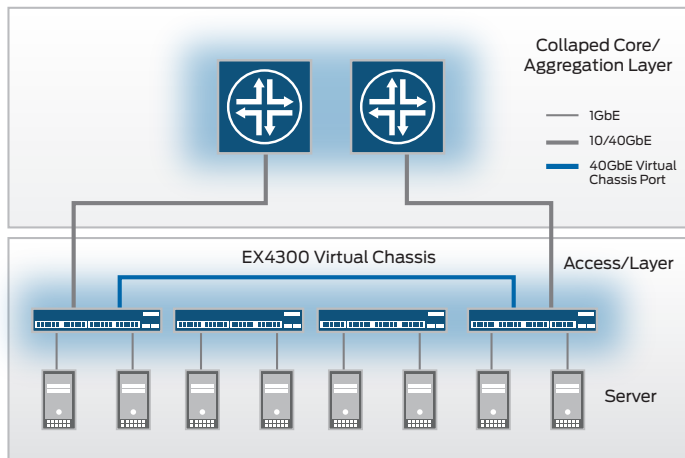 Collaped Core/
Aggregation Layer
1GbE
10/40GbE
40GbE Virtual
Chassis Port
EX4300 Virtual Chassis
Access/Layer
Server